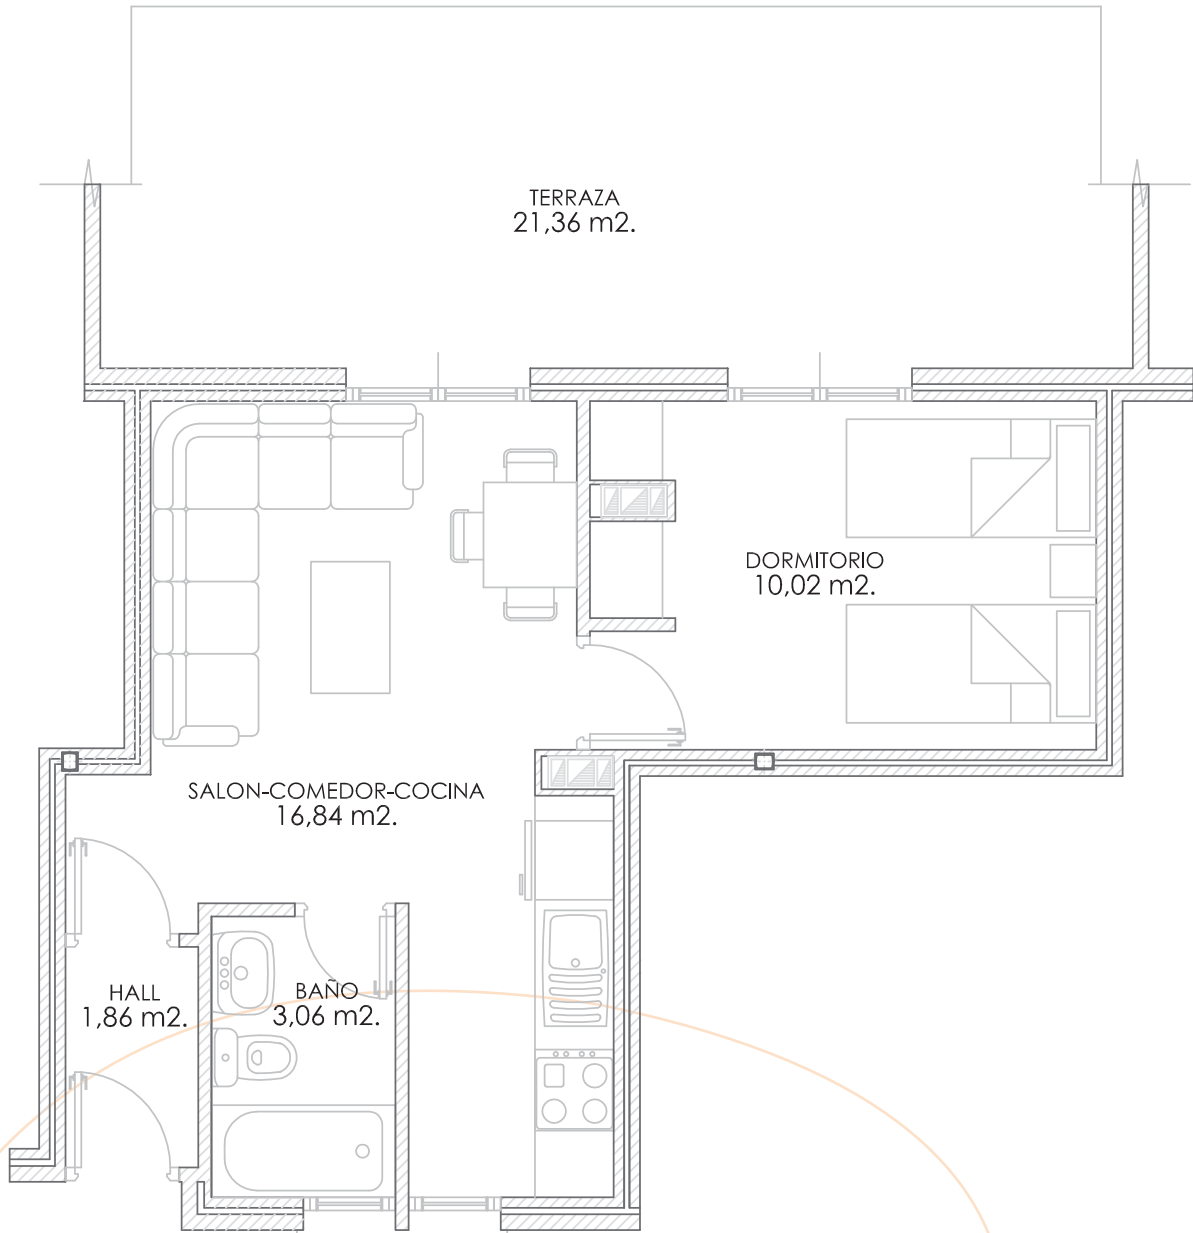 TERRAZA
21,36 m2.
DORMITORIO
10,02 m2.
SALON-COMEDOR-COCINA
16,84 m2.
HALL
1,86 m2.
BAÑO
3,06 m2.